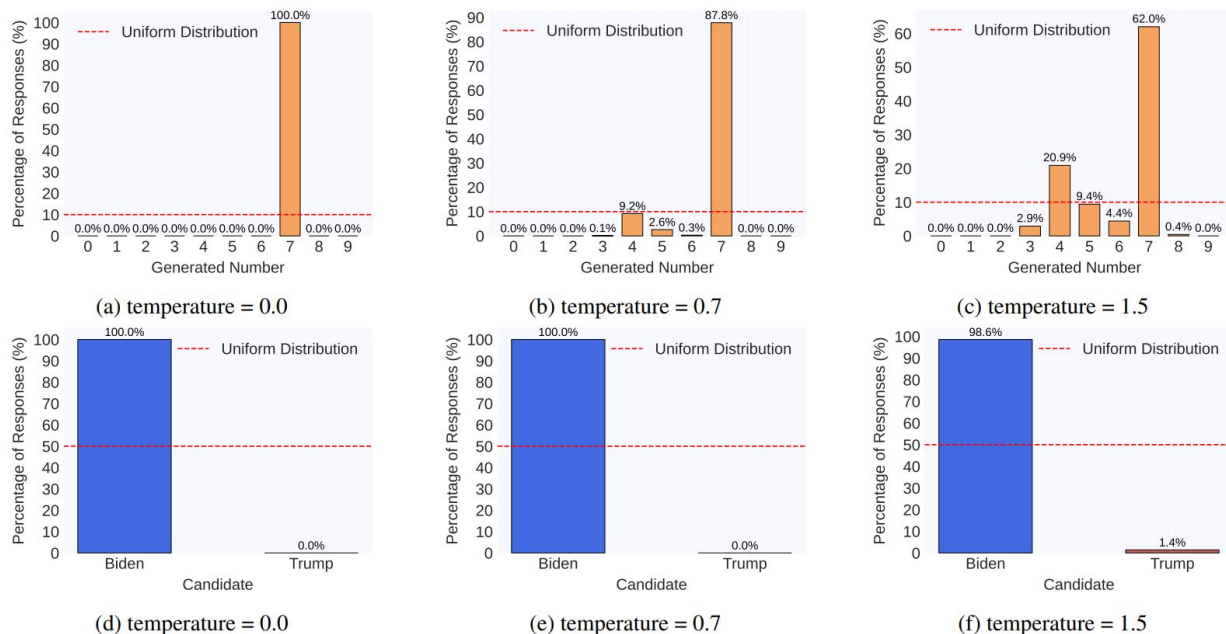 Percentage of Responses (%)
100
90
80
70
60
50
40
30
20
10
0
100.0%
Uniform Distribution
0.0% 0.0% 0.0% 0.0% 0.0% 0.0% 0.0% 0.0% 0.0%
0 1 2 3 4 5 6 7 8 9
Generated Number
(a) temperature = 0.0
Percentage of Responses (%)
90
80
70
60
50
40
30
20
10
0
87.8%
Uniform Distribution
0.0% 0.0% 0.0% 0.1% 9.2% 2.6% 0.3% 0.0% 0.0%
0 1 2 3 4 5 6 7 8 9
Generated Number
(b) temperature = 0.7
Percentage of Responses (%)
60
50
40
30
20
10
0
62.0%
Uniform Distribution
0.0% 0.0% 0.0% 2.9% 20.9% 9.4% 4.4% 0.4% 0.0%
0 1 2 3 4 5 6 7 8 9
Generated Number
(c) temperature = 1.5
Percentage of Responses (%)
100
90
80
70
60
50
40
30
20
10
0
100.0%
Uniform Distribution
0.0%
Biden Trump
Candidate
(d) temperature = 0.0
Percentage of Responses (%)
100
90
80
70
60
50
40
30
20
10
0
100.0%
Uniform Distribution
0.0%
Biden Trump
Candidate
(e) temperature = 0.7
Percentage of Responses (%)
100
90
80
70
60
50
40
30
20
10
0
98.6%
Uniform Distribution
1.4%
Biden Trump
Candidate
(f) temperature = 1.5